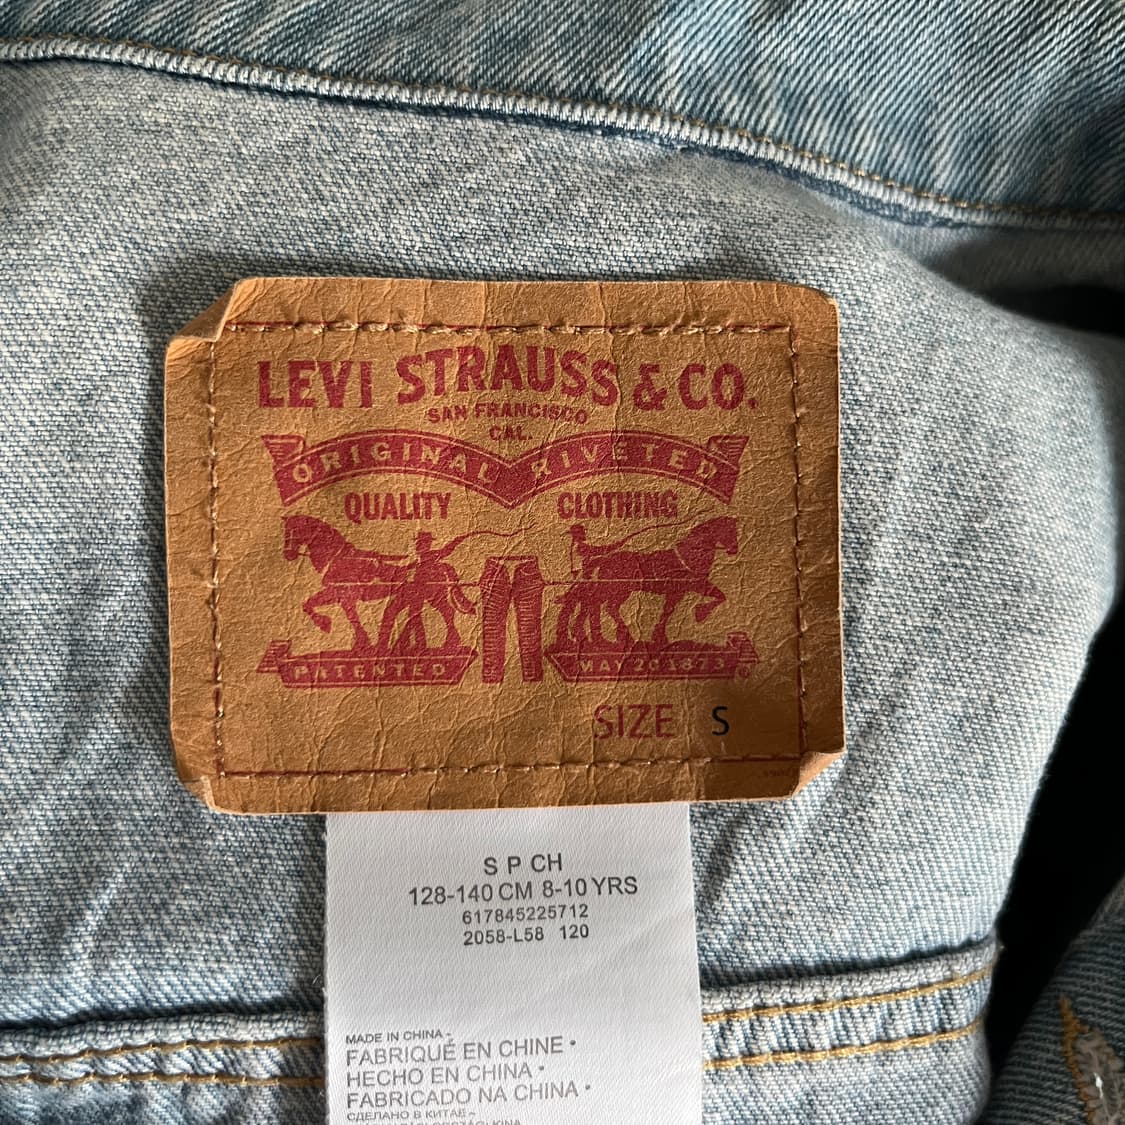 LEVI STRAUSS & CO.
SAN FRANCISCO
CAL.
ORIGINAL RIVETED
QUALITY CLOTHING
PATENTED MAY 20 1873
SIZE S
S P CH
128-140 CM 8-10 YRS
617845225712
2058-L58 120
MADE IN CHINA -
FABRIQUÉ EN CHINE •
HECHO EN CHINA •
FABRICADO NA CHINA •
СДЕЛАНО В КИТАЕ ~